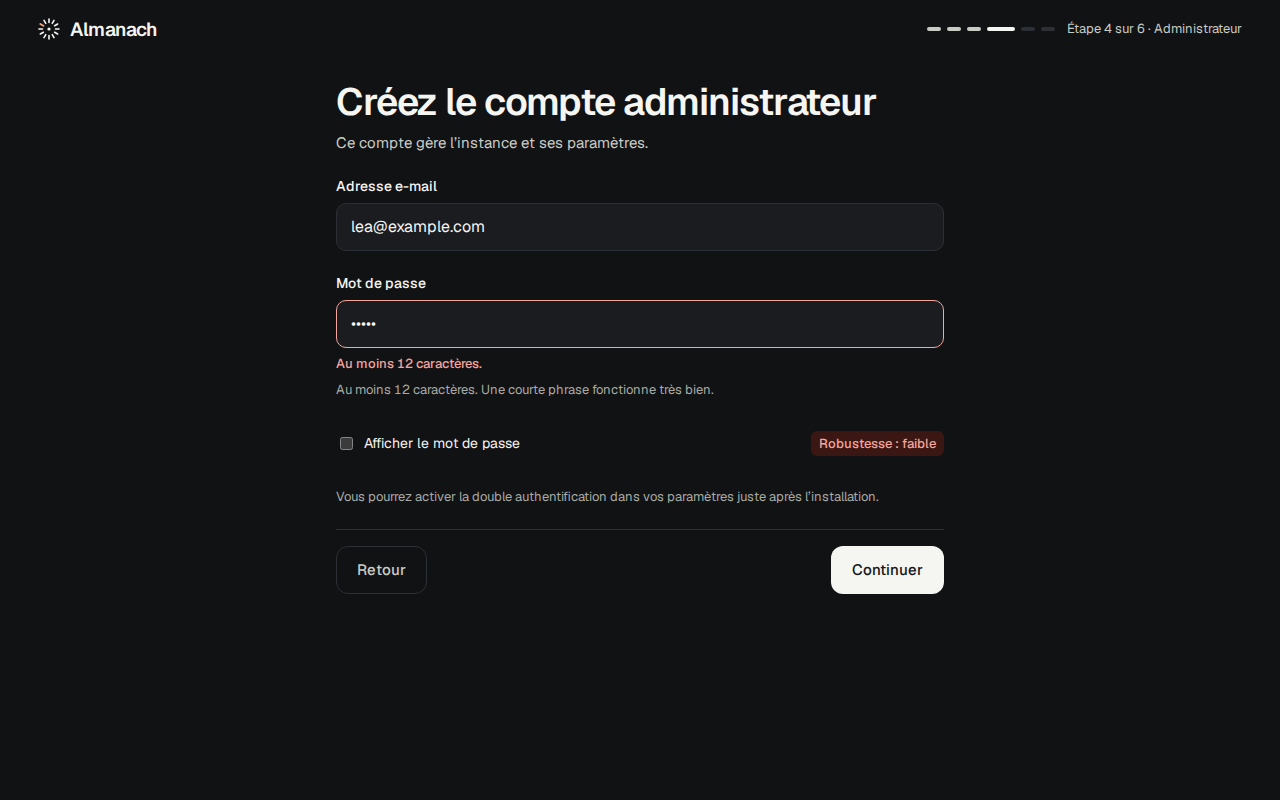 Almanach
Étape 4 sur 6 · Administrateur
Créez le compte administrateur
Ce compte gère l’instance et ses paramètres.
Adresse e-mail
lea@example.com
Mot de passe
•••••
Au moins 12 caractères.
Au moins 12 caractères. Une courte phrase fonctionne très bien.
Afficher le mot de passe
Robustesse : faible
Vous pourrez activer la double authentification dans vos paramètres juste après l’installation.
Retour
Continuer